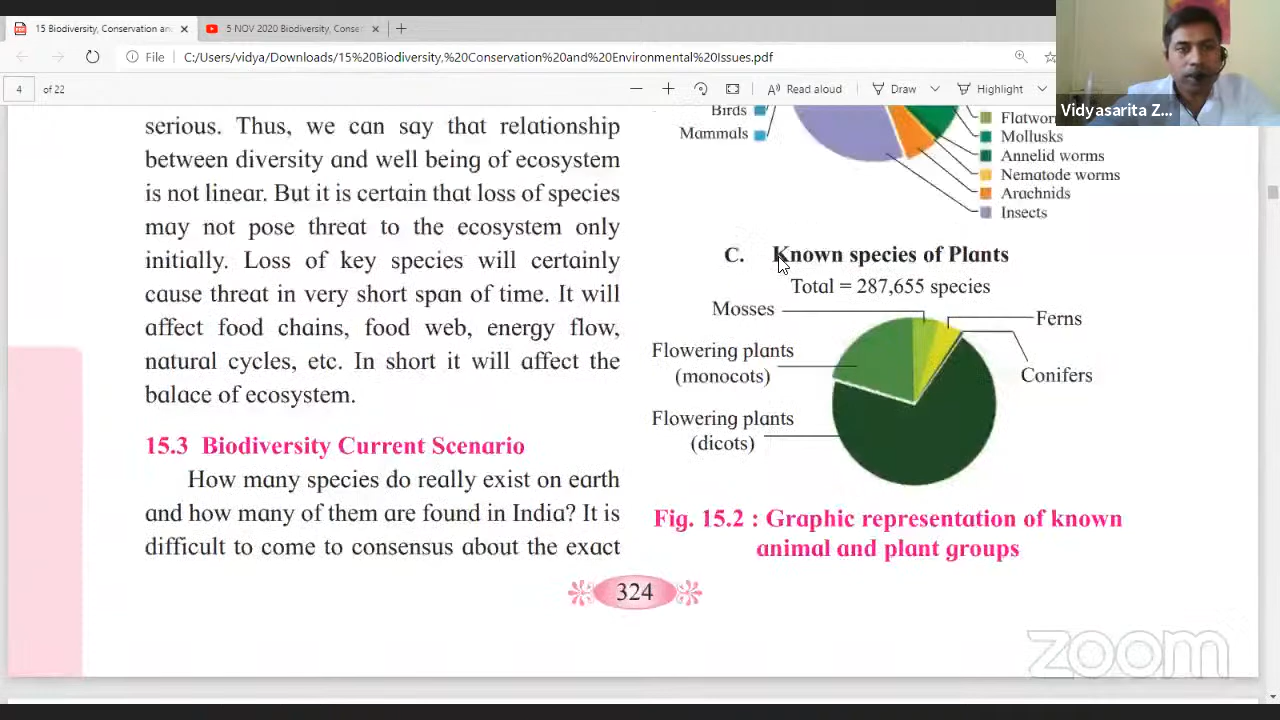 15 Biodiversity, Conservation an
5 NOV 2020 Biodiversity, Conse
File C:/Users/vidya/Downloads/15%20Biodiversity,%20Conservation%20and%20Environmental%20Issues.pdf
4 of 22
Read aloud
Draw
Highlight
Vidyasarita Z...
serious. Thus, we can say that relationship
between diversity and well being of ecosystem
is not linear. But it is certain that loss of species
may not pose threat to the ecosystem only
initially. Loss of key species will certainly
cause threat in very short span of time. It will
affect food chains, food web, energy flow,
natural cycles, etc. In short it will affect the
balace of ecosystem.
15.3 Biodiversity Current Scenario
How many species do really exist on earth
and how many of them are found in India? It is
difficult to come to consensus about the exact
Birds
Mammals
Flatwor
Mollusks
Annelid worms
Nematode worms
Arachnids
Insects
C. Known species of Plants
Total = 287,655 species
Mosses
Ferns
Flowering plants
(monocots)
Conifers
Flowering plants
(dicots)
Fig. 15.2 : Graphic representation of known
animal and plant groups
324
zoom